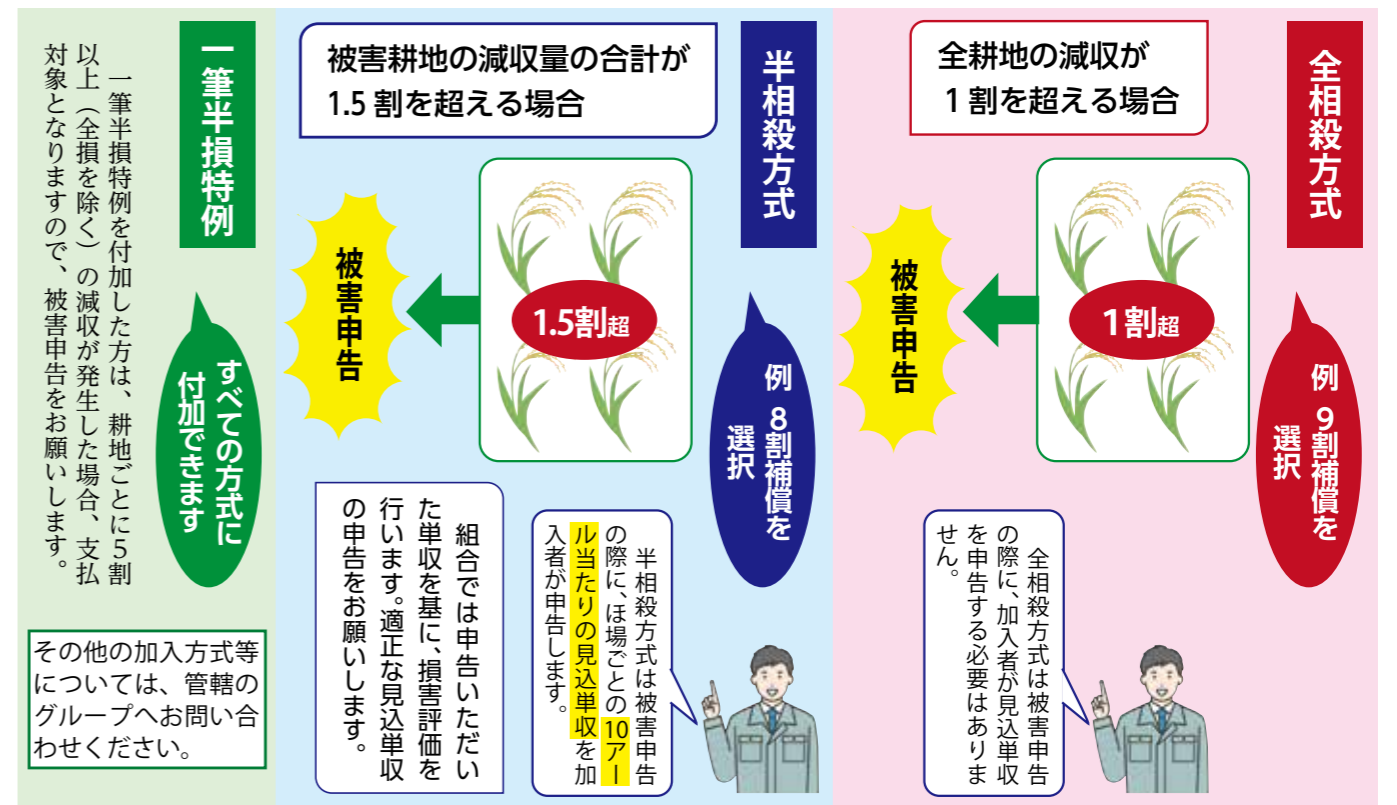 全相殺方式
全耕地の減収が
1割を超える場合
例 9割補償を
選択
1割超
被害申告
全相殺方式は被害申告
の際に、加入者が見込単収
を申告する必要はありま
せん。
半相殺方式
被害耕地の減収量の合計が
1.5割を超える場合
例 8割補償を
選択
1.5割超
被害申告
半相殺方式は被害申告
の際に、ほ場ごとの10アー
ル当たりの見込単収を加
入者が申告します。
組合では申告いただい
た単収を基に、損害評価を
行います。適正な見込単収
の申告をお願いします。
一筆半損特例
すべての方式に
付加できます
一筆半損特例を付加した方は、耕地ごとに5割
以上（全損を除く）の減収が発生した場合、支払
対象となりますので、被害申告をお願いします。
その他の加入方式等
については、管轄の
グループへお問い合
わせください。